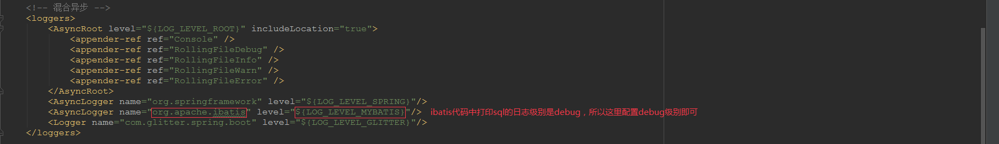 <!-- 混合异步 -->
<loggers>
<AsyncRoot level="${LOG_LEVEL_ROOT}" includeLocation="true">
<appender-ref ref="Console" />
<appender-ref ref="RollingFileDebug" />
<appender-ref ref="RollingFileInfo" />
<appender-ref ref="RollingFileWarn" />
<appender-ref ref="RollingFileError" />
</AsyncRoot>
<AsyncLogger name="org.springframework" level="${LOG_LEVEL_SPRING}"/>
<AsyncLogger name="org.apache.ibatis" level="${LOG_LEVEL_MYBATIS}"/> ibatis代码中打印sql的日志级别是debug，所以这里配置debug级别即可
<Logger name="com.glitter.spring.boot" level="${LOG_LEVEL_GLITTER}"/>
</loggers>